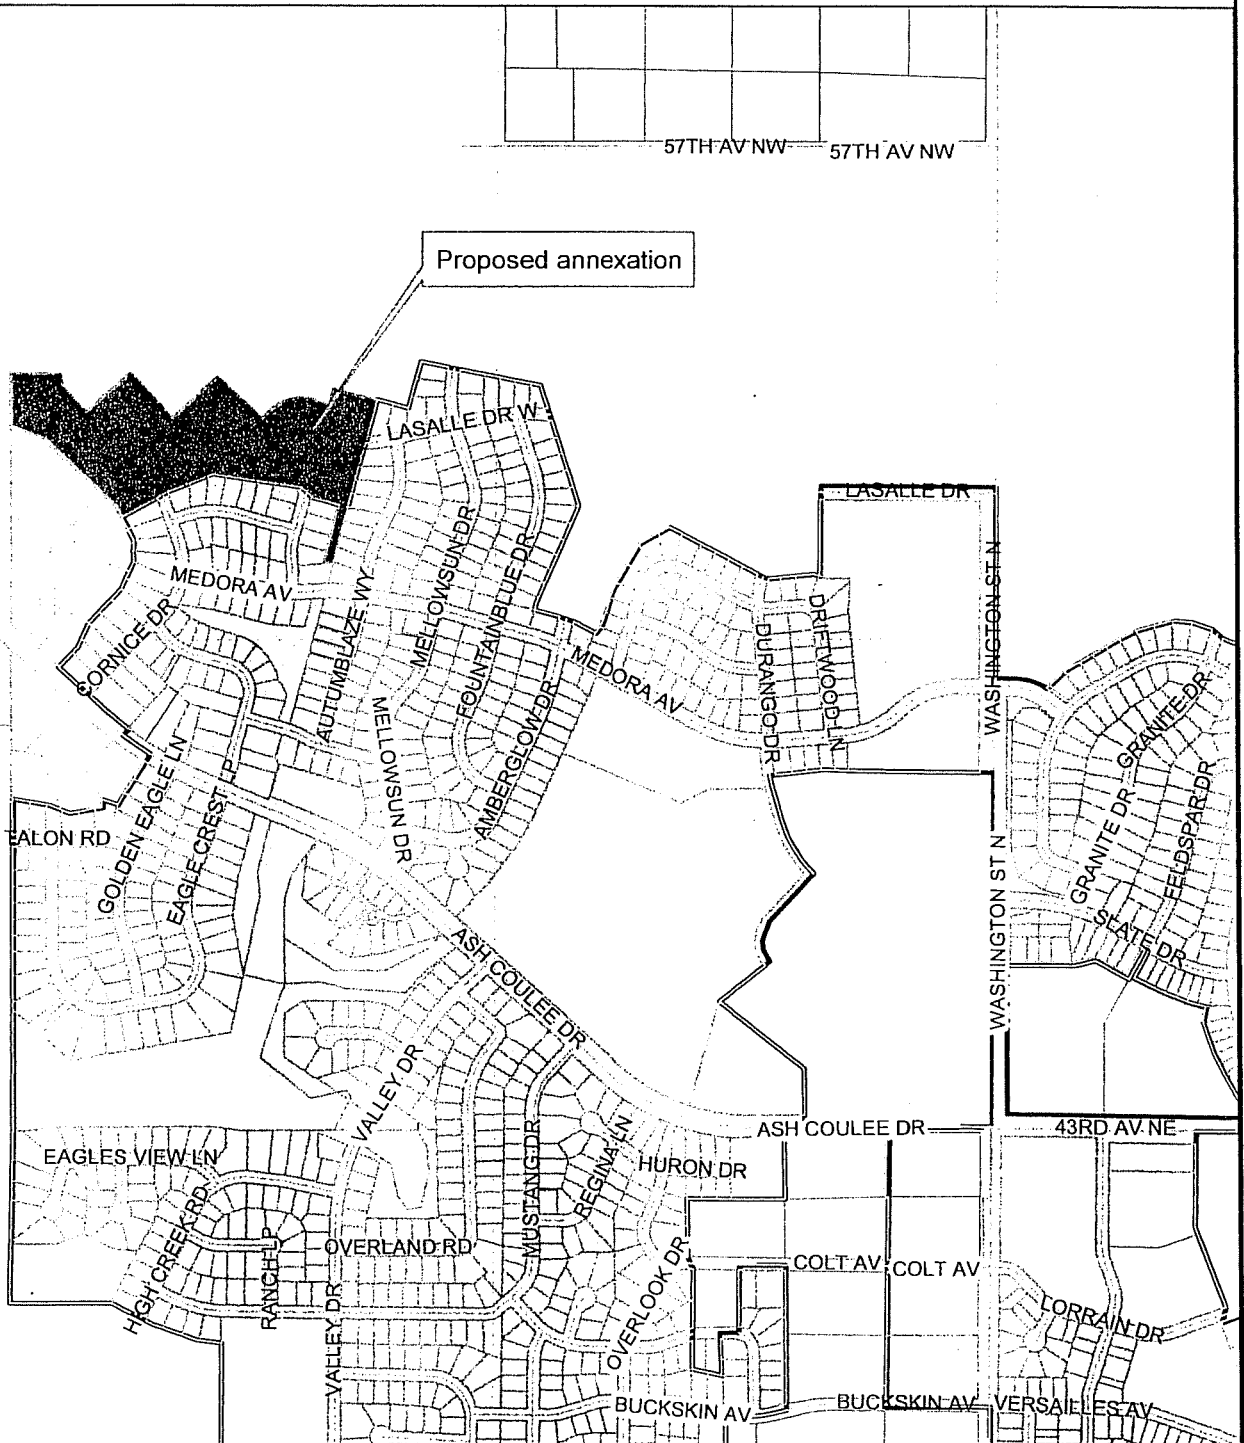 57TH AV NW
57TH AV NW
Proposed annexation
LASALLE DR W
LASALLE DR
MELLOWSUN DR
FOUNTAINBLUE DR
MEDORA AV
AUTUMBLAZE WY
CORNICE DR
WASHINGTON ST N
DRIFTWOOD LN
DURANGO DR
MEDORA AV
GRANITE DR
MELLOWSUN DR
AMBERGLOW DR
GOLDEN EAGLE LN
EAGLE CREST LP
TALON RD
GRANITE DR
FELDSPAR DR
SLATE DR
WASHINGTON ST N
ASH COULEE DR
VALLEY DR
ASH COULEE DR
43RD AV NE
EAGLES VIEW LN
MUSTANG DR
REGINA LN
HURON DR
HIGH CREEK RD
RANCH LP
OVERLAND RD
OVERLOOK DR
COLT AV
COLT AV
LORRAIN DR
VALLEY DR
BUCKSKIN AV
BUCKSKIN AV
VERSAILLES AV